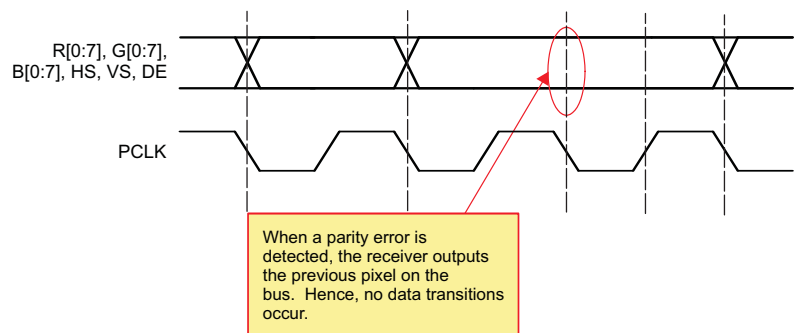 R[0:7], G[0:7],
B[0:7], HS, VS, DE
PCLK
When a parity error is
detected, the receiver outputs
the previous pixel on the
bus.  Hence, no data transitions
occur.